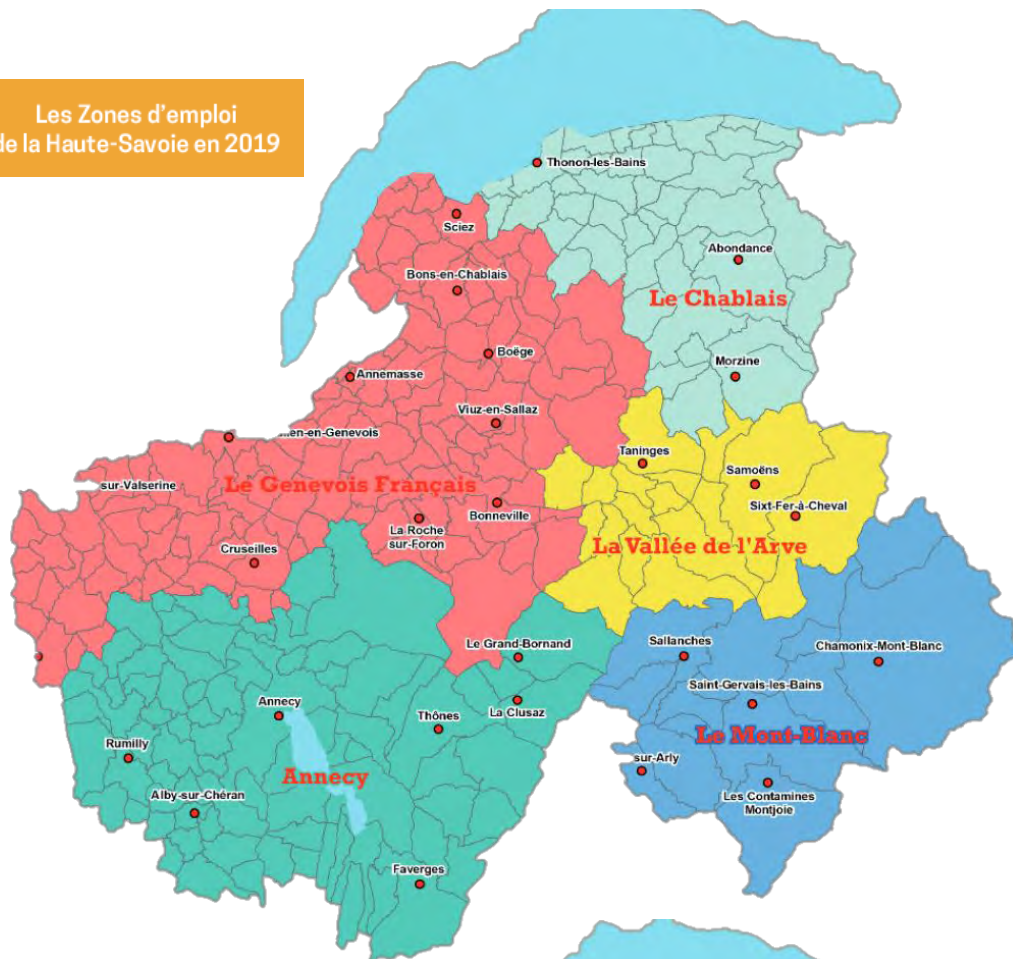 Les Zones d'emploi
de la Haute-Savoie en 2019
Thonon-les-Bains
Sciez
Abondance
Bons-en-Chablais
Le Chablais
Boëge
Morzine
Annemasse
Viuz-en-Sallaz
-en-Genevois
Taninges
Samoëns
sur-Valserine
Le Genevois Français
Sixt-Fer-à-Cheval
Bonneville
La Roche
sur-Foron
La Vallée de l'Arve
Cruseilles
Le Grand-Bornand
Sallanches
Chamonix-Mont-Blanc
Saint-Gervais-les-Bains
Annecy
La Clusaz
Thônes
Le Mont-Blanc
Rumilly
sur-Arly
Annecy
Alby-sur-Chéran
Les Contamines
Montjoie
Faverges